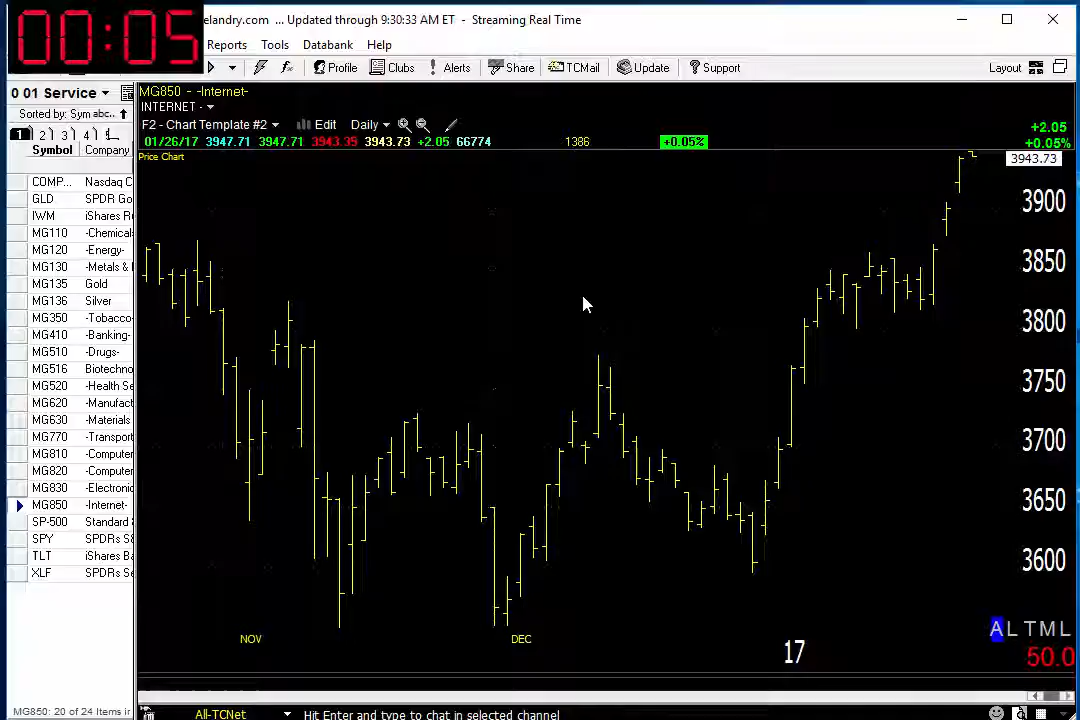 00:05
elandry.com ... Updated through 9:30:33 AM ET - Streaming Real Time
Reports Tools Databank Help
Profile Clubs Alerts Share TCMail Update Support Layout
0 01 Service
Sorted by: Sym abc..
1 2 3 4
Symbol Company
COMP... Nasdaq C
GLD SPDR Go
IWM iShares Ru
MG110 -Chemical
MG120 -Energy-
MG130 -Metals &
MG135 Gold
MG136 Silver
MG350 -Tobacco-
MG410 -Banking-
MG510 -Drugs-
MG516 Biotechno
MG520 -Health Se
MG620 -Manufact
MG630 -Materials
MG770 -Transport
MG810 -Computer
MG820 -Computer
MG830 -Electronic
MG850 -Internet-
SP-500 Standard
SPY SPDRs S&
TLT iShares Ba
XLF SPDRs Se
MG850: 20 of 24 Items ir
MG850 - -Internet-
INTERNET -
F2 - Chart Template #2 Edit Daily
01/26/17 3947.71 3947.71 3943.35 3943.73 +2.05 66774 1386 +0.05%
+2.05
+0.05%
Price Chart
3943.73
3900
3850
3800
3750
3700
3650
3600
NOV DEC 17
A L T M L
50.0
All-TCNet Hit Enter and type to chat in selected channel